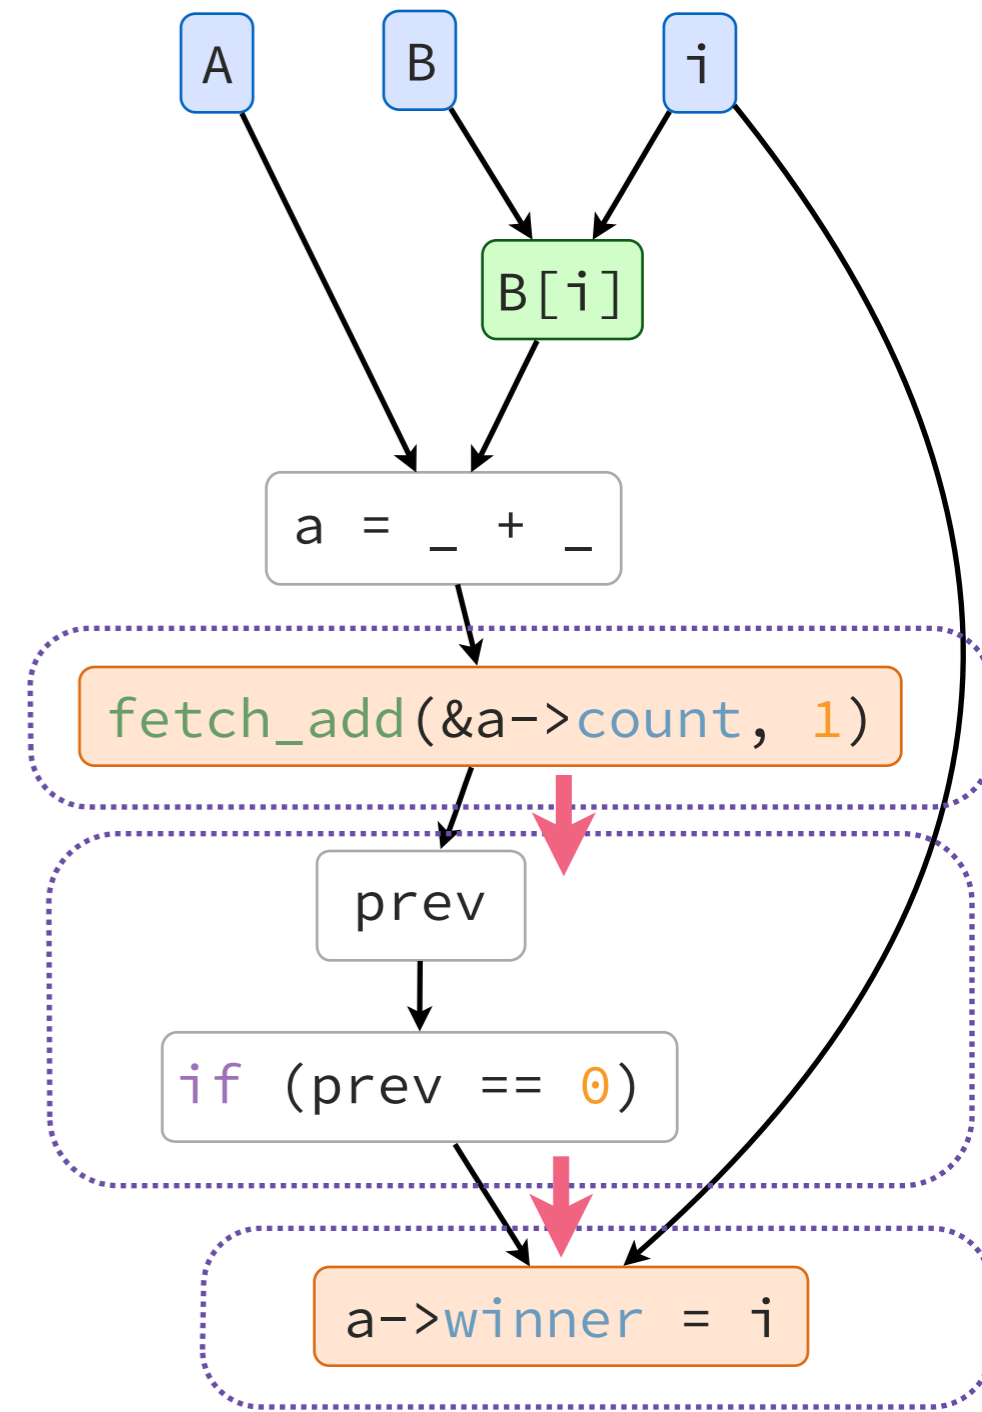 A
B
i
B[i]
a = _ + _
fetch_add(&a->count, 1)
prev
if (prev == 0)
a->winner = i